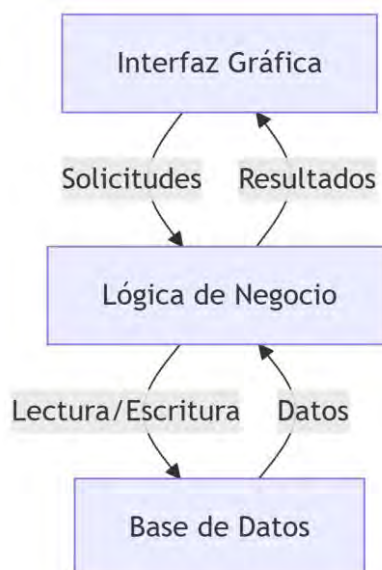 Interfaz Gráfica
Solicitudes
Resultados
Lógica de Negocio
Lectura/Escritura
Datos
Base de Datos